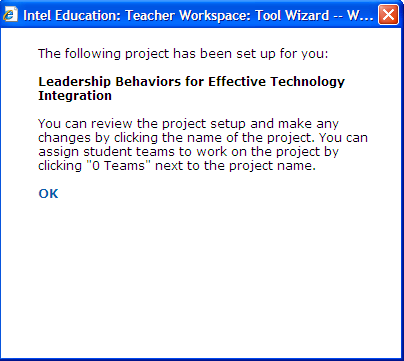 Intel Education: Teacher Workspace: Tool Wizard -- W...
The following project has been set up for you:
Leadership Behaviors for Effective Technology
Integration
You can review the project setup and make any
changes by clicking the name of the project. You can
assign student teams to work on the project by
clicking "0 Teams" next to the project name.
OK